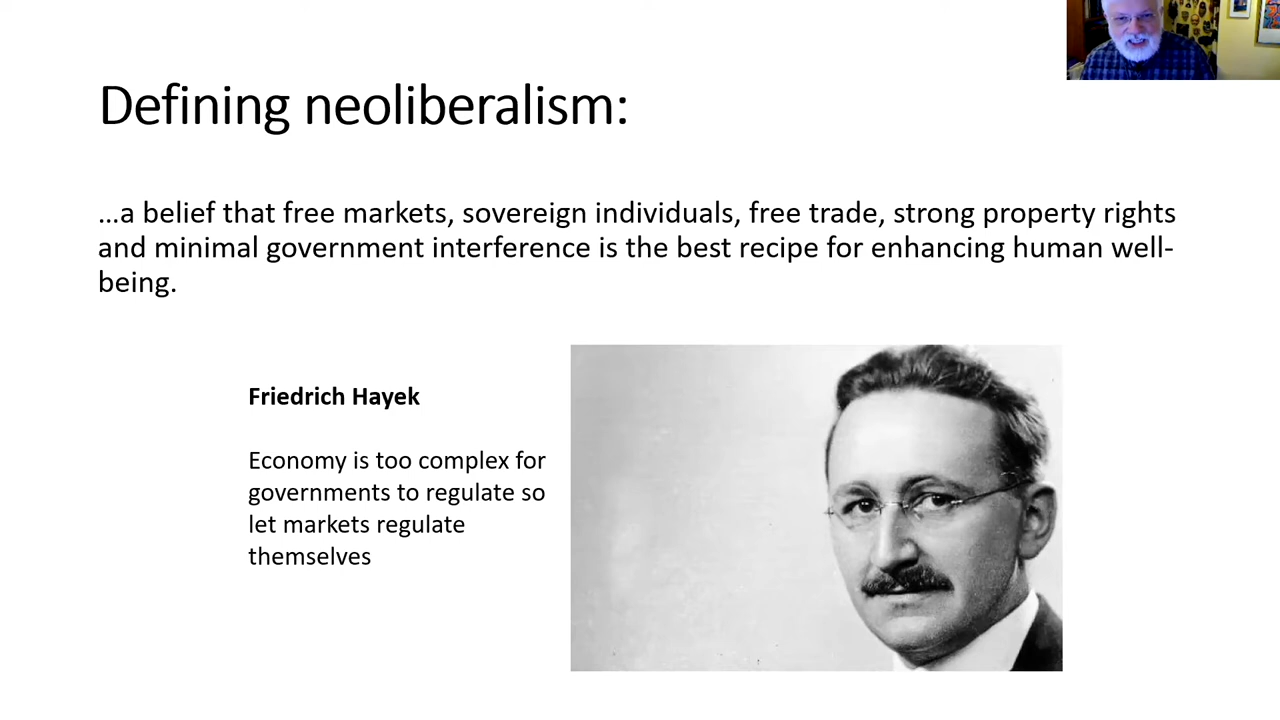 Defining neoliberalism:
...a belief that free markets, sovereign individuals, free trade, strong property rights
and minimal government interference is the best recipe for enhancing human well-
being.
Friedrich Hayek
Economy is too complex for
governments to regulate so
let markets regulate
themselves